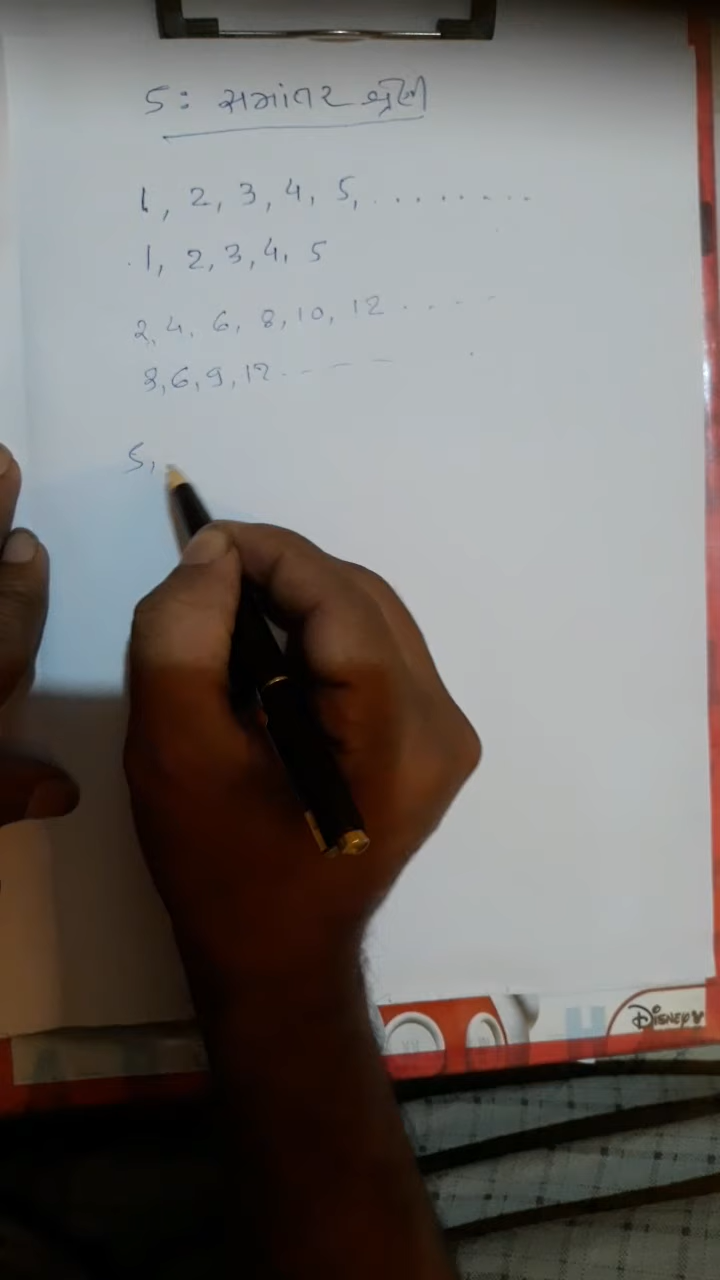 5: સમાંતર શ્રેણી
1, 2, 3, 4, 5, .........
1, 2, 3, 4, 5
2, 4, 6, 8, 10, 12 ....
3, 6, 9, 12 ----
5,
DISNEY